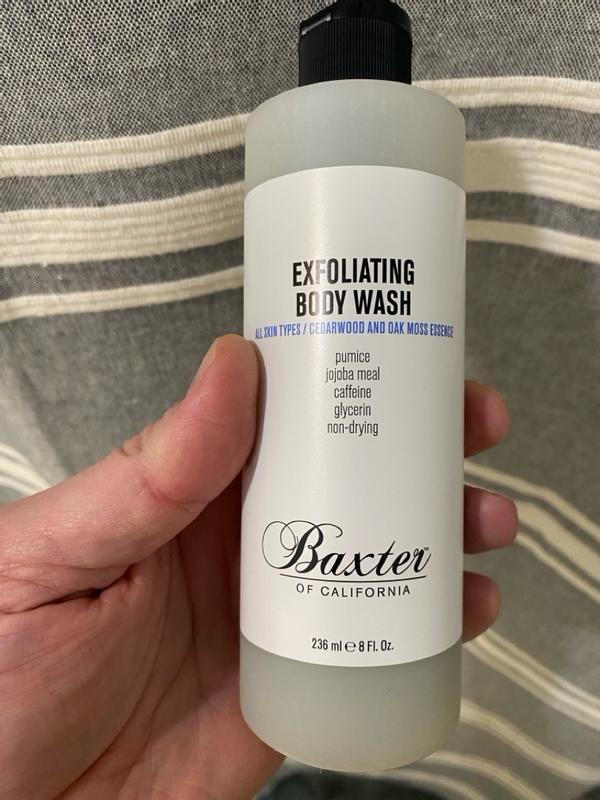 EXFOLIATING
BODY WASH
ALL SKIN TYPES / CEDARWOOD AND OAK MOSS ESSENCE
pumice
jojoba meal
caffeine
glycerin
non-drying
Baxter™
OF CALIFORNIA
236 ml ℮ 8 Fl. Oz.